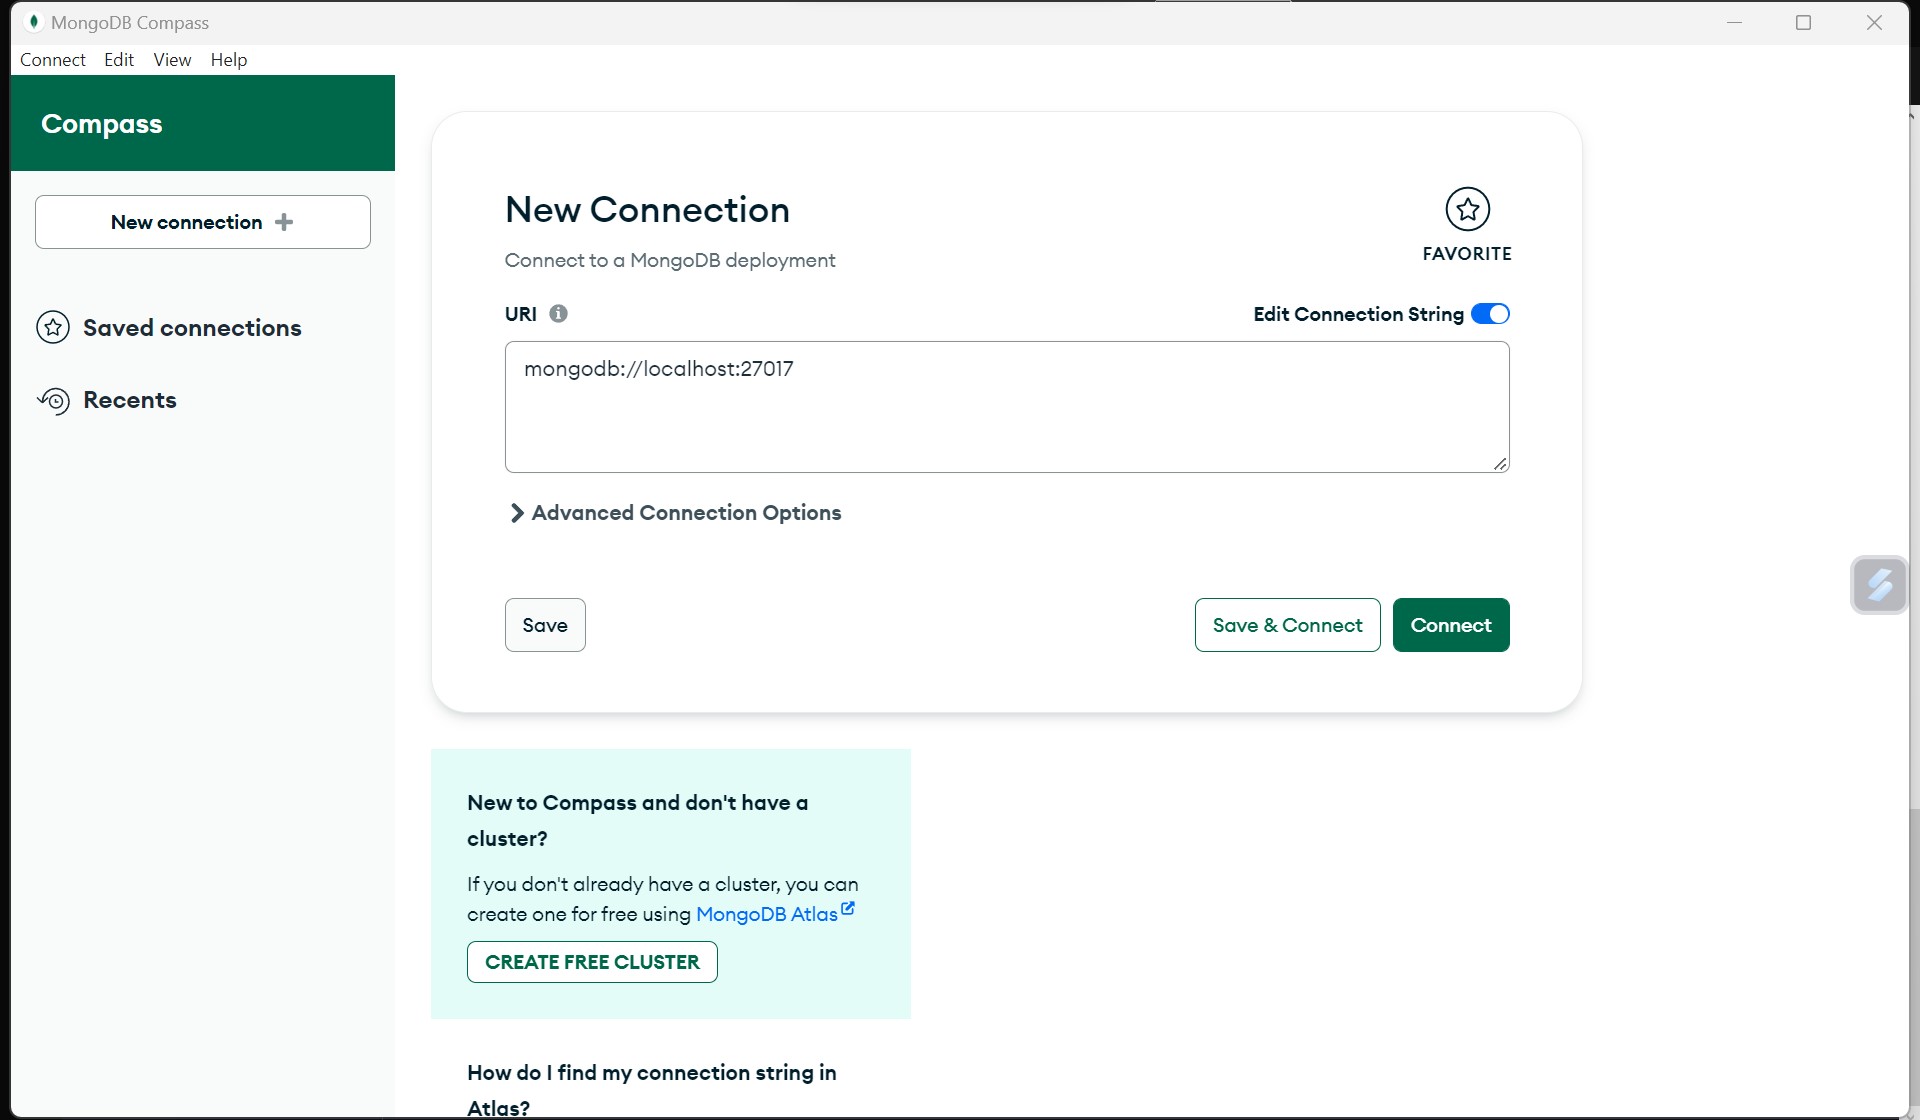 MongoDB Compass
Connect Edit View Help
Compass
New connection
Saved connections
Recents
New Connection
Connect to a MongoDB deployment
FAVORITE
URI
Edit Connection String
mongodb://localhost:27017
Advanced Connection Options
Save
Save & Connect
Connect
New to Compass and don't have a
cluster?
If you don't already have a cluster, you can
create one for free using MongoDB Atlas
CREATE FREE CLUSTER
How do I find my connection string in
Atlas?